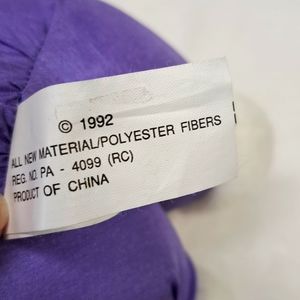 © 1992
ALL NEW MATERIAL/POLYESTER FIBERS
REG. NO. PA - 4099 (RC)
PRODUCT OF CHINA